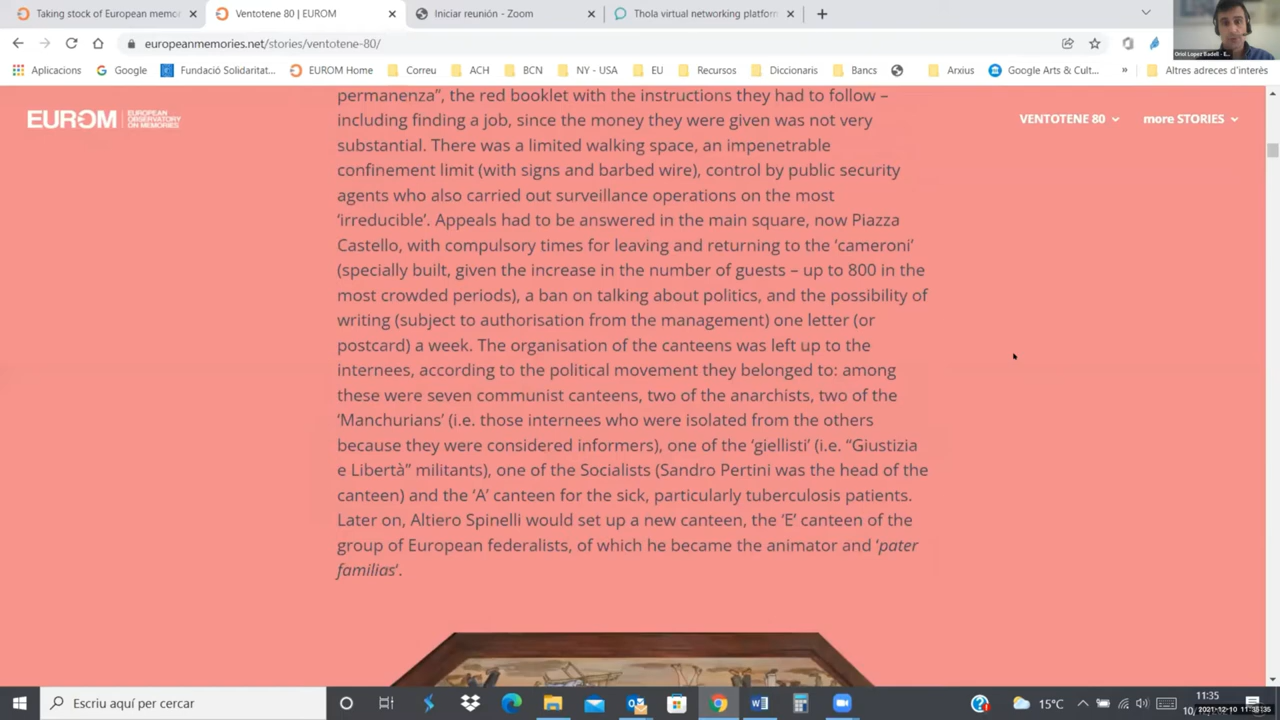 Taking stock of European memo
Ventotene 80 | EUROM
Iniciar reunión - Zoom
Thola virtual networking platform
europeanmemories.net/stories/ventotene-80/
Oriol López Badell - E...
Aplicacions
Google
Fundació Solidaritat...
EUROM Home
Correu
ACH
BCN
NY - USA
EU
Recursos
Diccionaris
Bancs
Arxius
Google Arts & Cult...
»
Altres adreces d'interès
EUROM
EUROPEAN
OBSERVATORY
ON MEMORIES
VENTOTENE 80
more STORIES
permanenza”, the red booklet with the instructions they had to follow –
including finding a job, since the money they were given was not very
substantial. There was a limited walking space, an impenetrable
confinement limit (with signs and barbed wire), control by public security
agents who also carried out surveillance operations on the most
‘irreducible’. Appeals had to be answered in the main square, now Piazza
Castello, with compulsory times for leaving and returning to the ‘cameroni’
(specially built, given the increase in the number of guests – up to 800 in the
most crowded periods), a ban on talking about politics, and the possibility of
writing (subject to authorisation from the management) one letter (or
postcard) a week. The organisation of the canteens was left up to the
internees, according to the political movement they belonged to: among
these were seven communist canteens, two of the anarchists, two of the
‘Manchurians’ (i.e. those internees who were isolated from the others
because they were considered informers), one of the ‘giellisti’ (i.e. “Giustizia
e Libertà” militants), one of the Socialists (Sandro Pertini was the head of the
canteen) and the ‘A’ canteen for the sick, particularly tuberculosis patients.
Later on, Altiero Spinelli would set up a new canteen, the ‘E’ canteen of the
group of European federalists, of which he became the animator and ‘pater
familias’.
Escriu aquí per cercar
15°C
11:35
2021-12-10 11:35:35